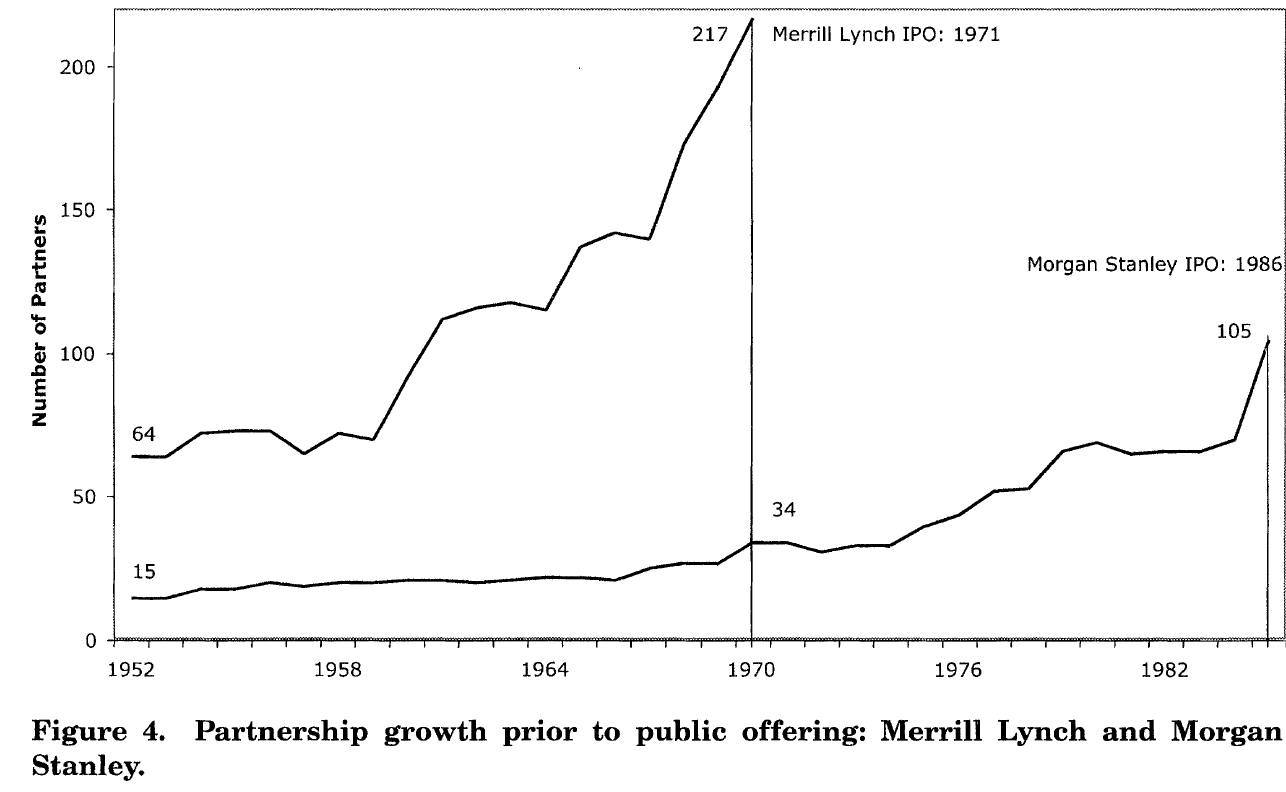 217 Merrill Lynch IPO: 1971
200
150
Morgan Stanley IPO: 1986
105
100
64
50
34
15
0
Number of Partners
1952 1958 1964 1970 1976 1982
Figure 4. Partnership growth prior to public offering: Merrill Lynch and Morgan
Stanley.